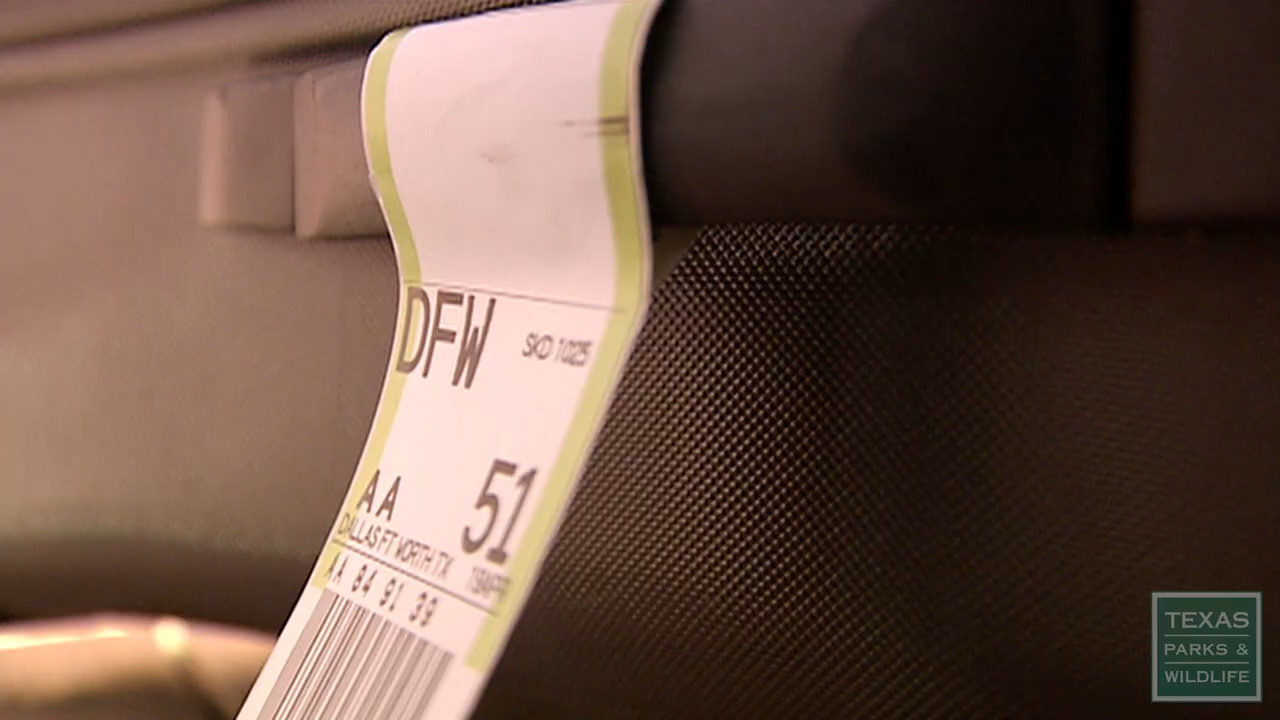 DFW
SKD 1025
AA
51
DALLAS FT WORTH TX
AA 84 91 39
TEXAS
PARKS &
WILDLIFE